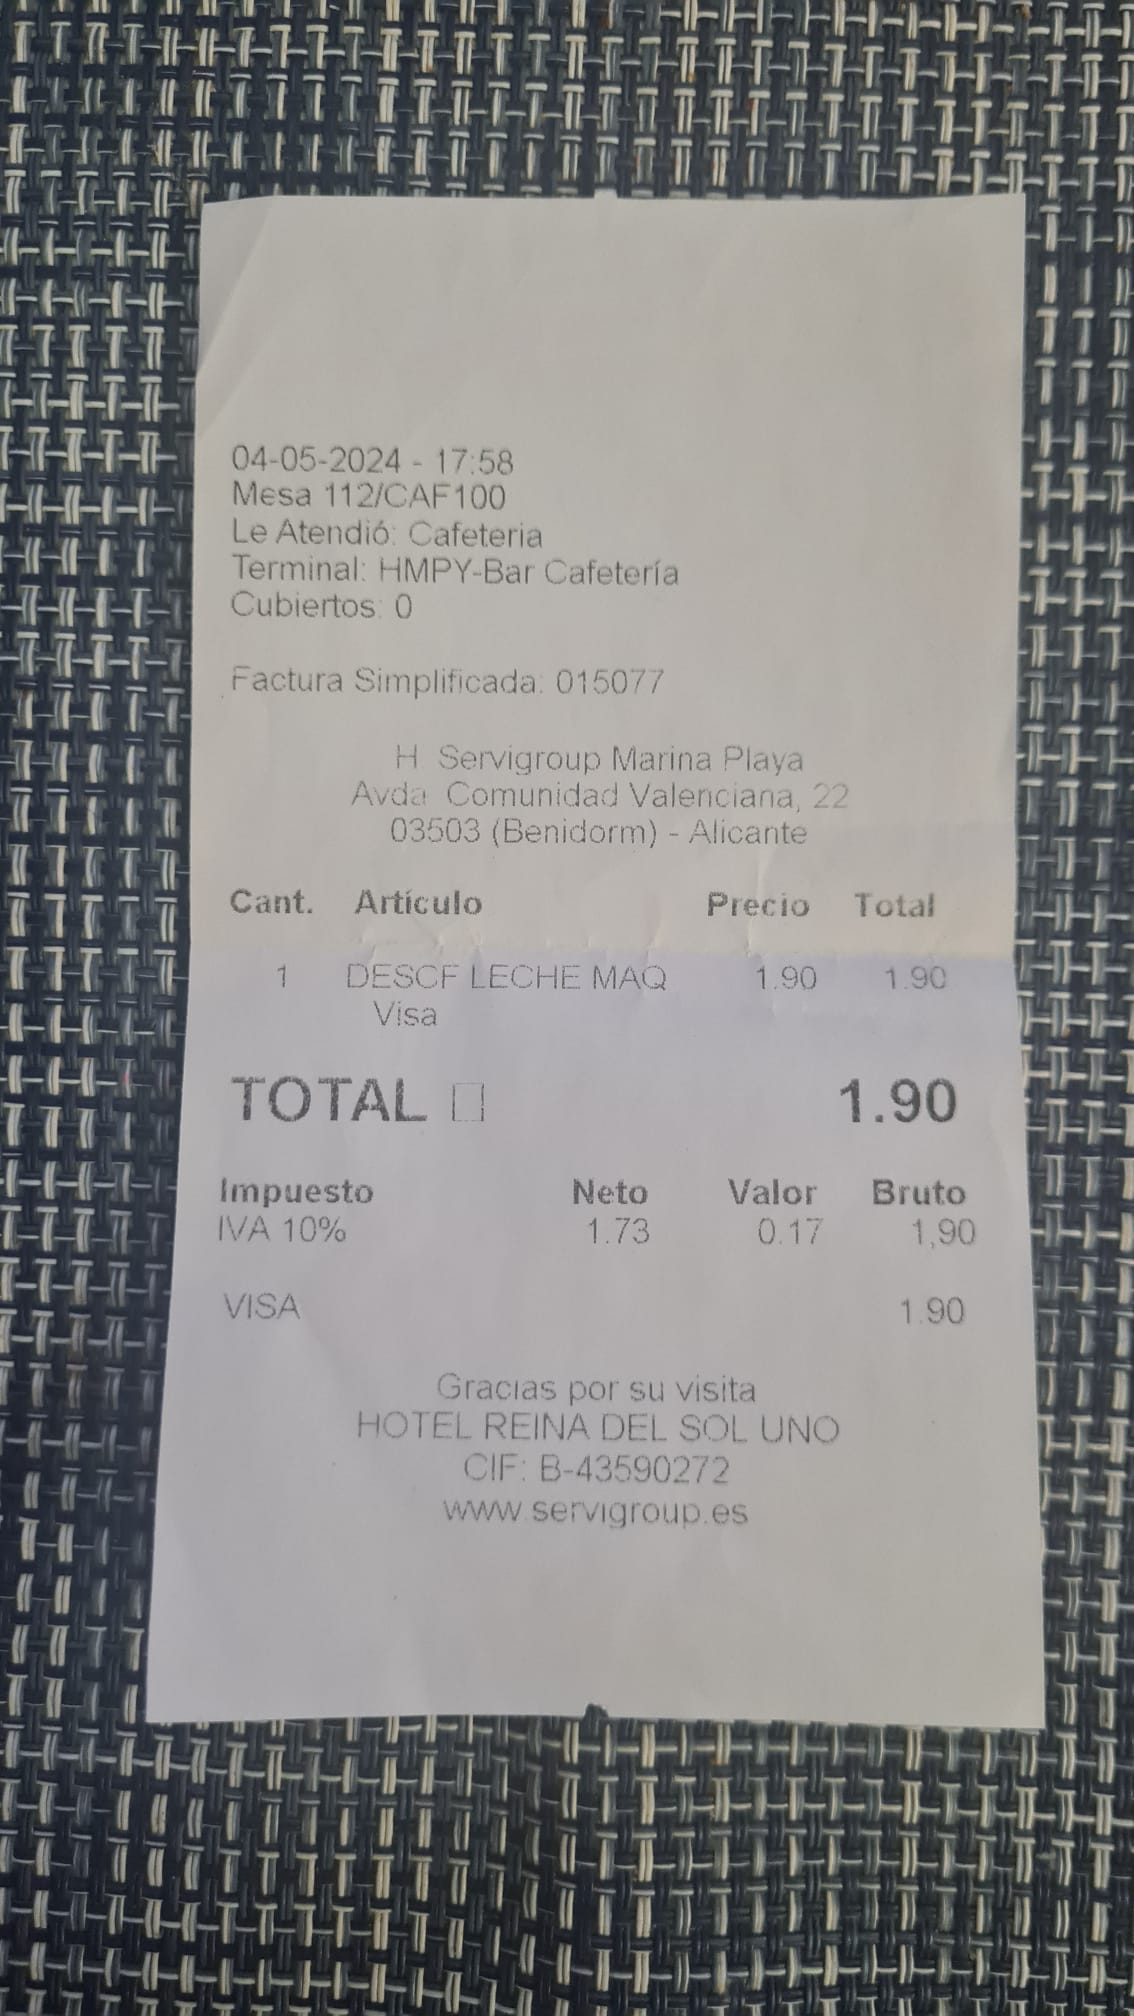 04-05-2024 - 17:58
Mesa 112/CAF100
Le Atendió: Cafeteria
Terminal: HMPY-Bar Cafetería
Cubiertos: 0
Factura Simplificada: 015077
H Servigroup Marina Playa
Avda Comunidad Valenciana, 22
03503 (Benidorm) - Alicante
Cant. Artículo Precio Total
1 DESCF LECHE MAQ 1.90 1.90
Visa
TOTAL 1.90
Impuesto Neto Valor Bruto
IVA 10% 1.73 0.17 1,90
VISA 1.90
Gracias por su visita
HOTEL REINA DEL SOL UNO
CIF: B-43590272
www.servigroup.es